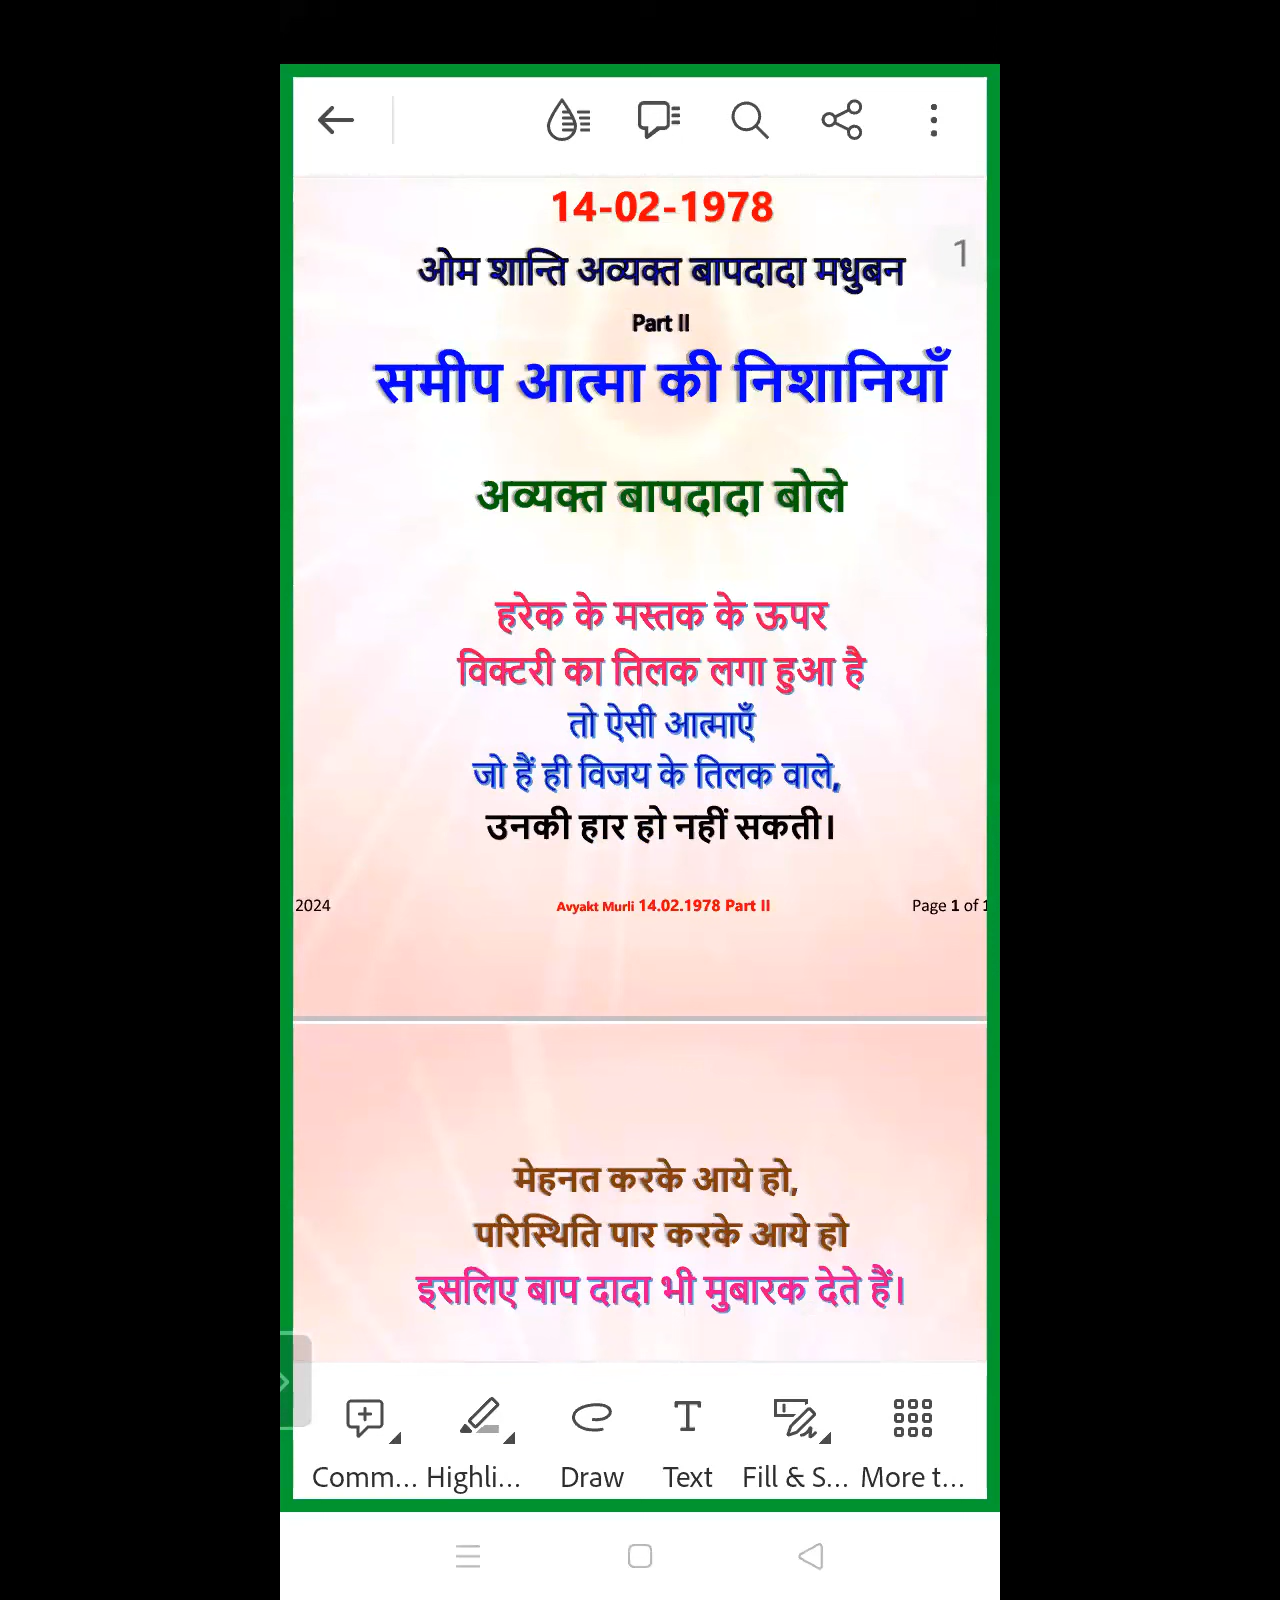 14-02-1978
1
ओम शान्ति अव्यक्त बापदादा मधुबन
Part II
समीप आत्मा की निशानियाँ
अव्यक्त बापदादा बोले
हरेक के मस्तक के ऊपर
विक्टरी का तिलक लगा हुआ है
तो ऐसी आत्माएँ
जो हैं ही विजय के तिलक वाले,
उनकी हार हो नहीं सकती।
2024 Avyakt Murli 14.02.1978 Part II Page 1 of 1
मेहनत करके आये हो,
परिस्थिति पार करके आये हो
इसलिए बाप दादा भी मुबारक देते हैं।
Comm... Highli... Draw Text Fill & S... More t...